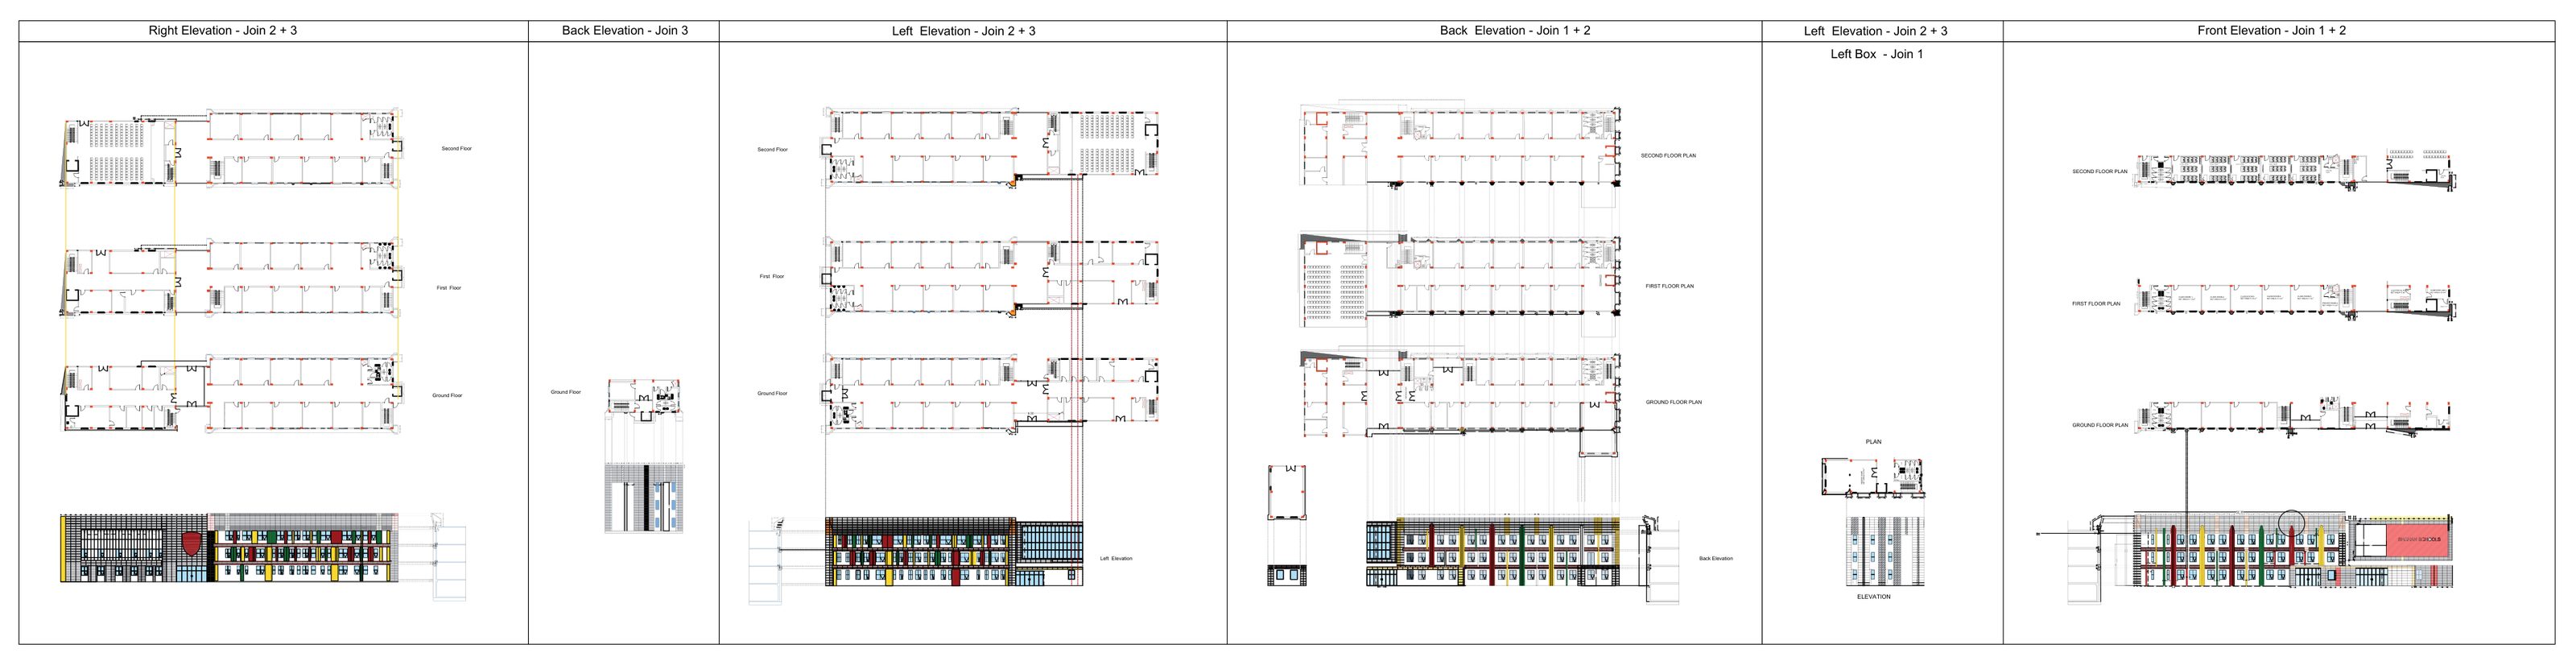 Right Elevation - Join 2 + 3
Back Elevation - Join 3
Left Elevation - Join 2 + 3
Back Elevation - Join 1 + 2
Left Elevation - Join 2 + 3
Front Elevation - Join 1 + 2
Left Box - Join 1
Second Floor
First Floor
Ground Floor
Ground Floor
Second Floor
First Floor
Ground Floor
Left Elevation
SECOND FLOOR PLAN
FIRST FLOOR PLAN
GROUND FLOOR PLAN
Back Elevation
PLAN
ELEVATION
SECOND FLOOR PLAN
FIRST FLOOR PLAN
GROUND FLOOR PLAN
SCHOOLS